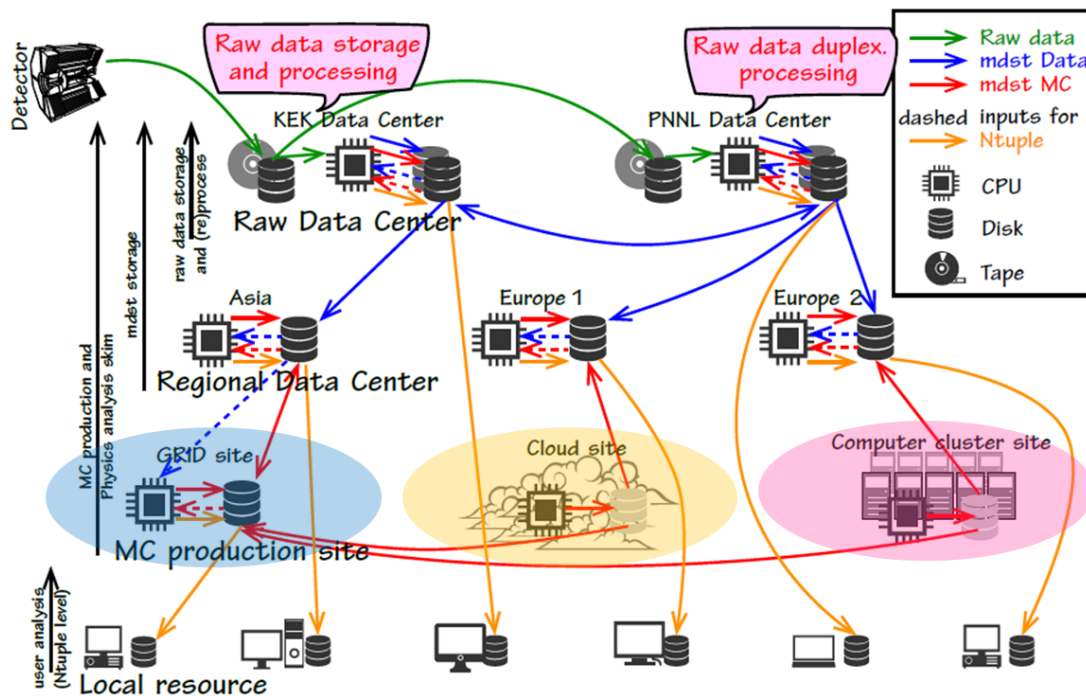 Detector
Raw data storage
and processing
Raw data duplex.
processing
Raw data
mdst Data
mdst MC
dashed inputs for
Ntuple
CPU
Disk
Tape
KEK Data Center
PNNL Data Center
Raw Data Center
raw data storage
and (re)process
mdst storage
MC production and
Physics analysis skim
Asia
Europe 1
Europe 2
Regional Data Center
GRID site
Cloud site
Computer cluster site
MC production site
user analysis
(Ntuple level)
Local resource